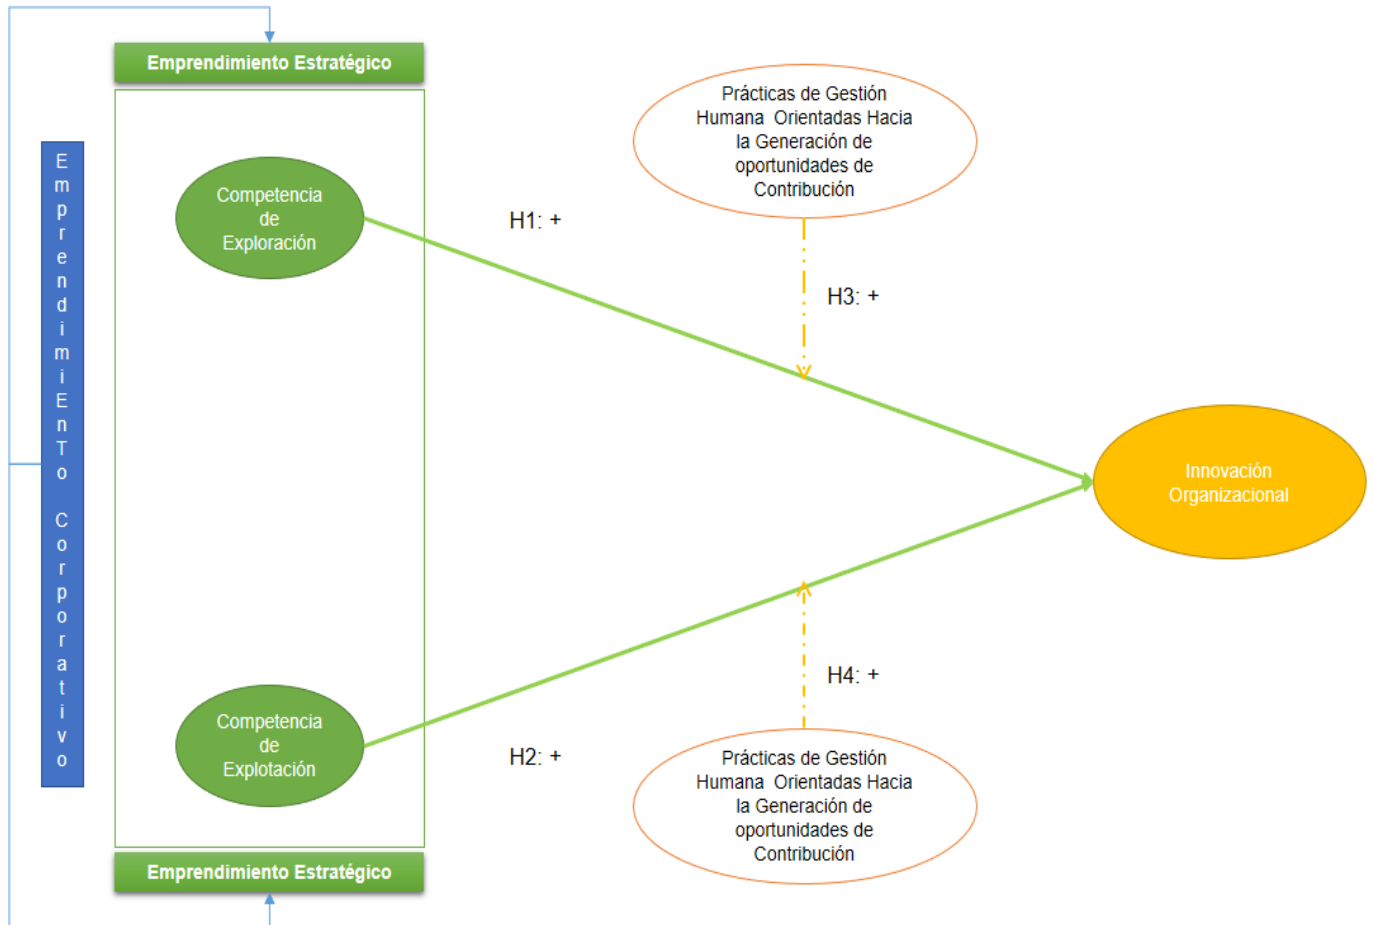 Emprendimiento Estratégico
EmprendimiEnTo Corporativo
Competencia
de
Exploración
H1: +
Prácticas de Gestión
Humana Orientadas Hacia
la Generación de
oportunidades de
Contribución
H3: +
Innovación
Organizacional
H4: +
Competencia
de
Explotación
H2: +
Prácticas de Gestión
Humana Orientadas Hacia
la Generación de
oportunidades de
Contribución
Emprendimiento Estratégico